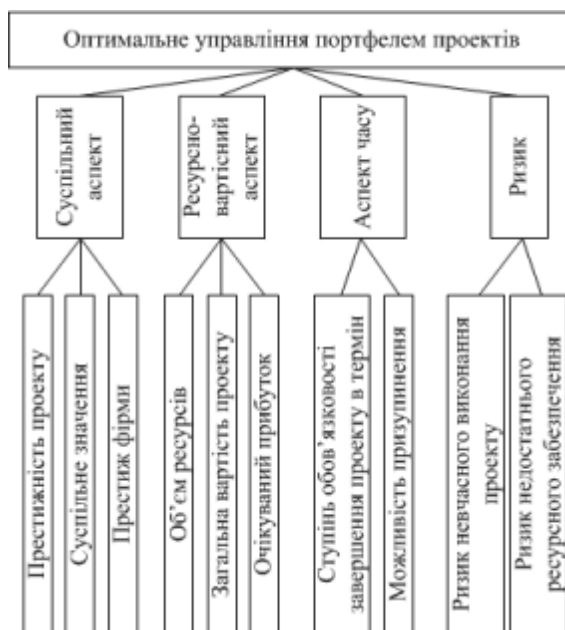 Оптимальне управління портфелем проектів
Суспільний
аспект
Ресурсно-
вартісний
аспект
Аспект часу
Ризик
Престижність проекту
Суспільне значення
Престиж фірми
Об’єм ресурсів
Загальна вартість проекту
Очікуваний прибуток
Ступінь обов’язковості
завершення проекту в термін
Можливість призупинення
Ризик невчасного виконання
проекту
Ризик недостатнього
ресурсного забезпечення